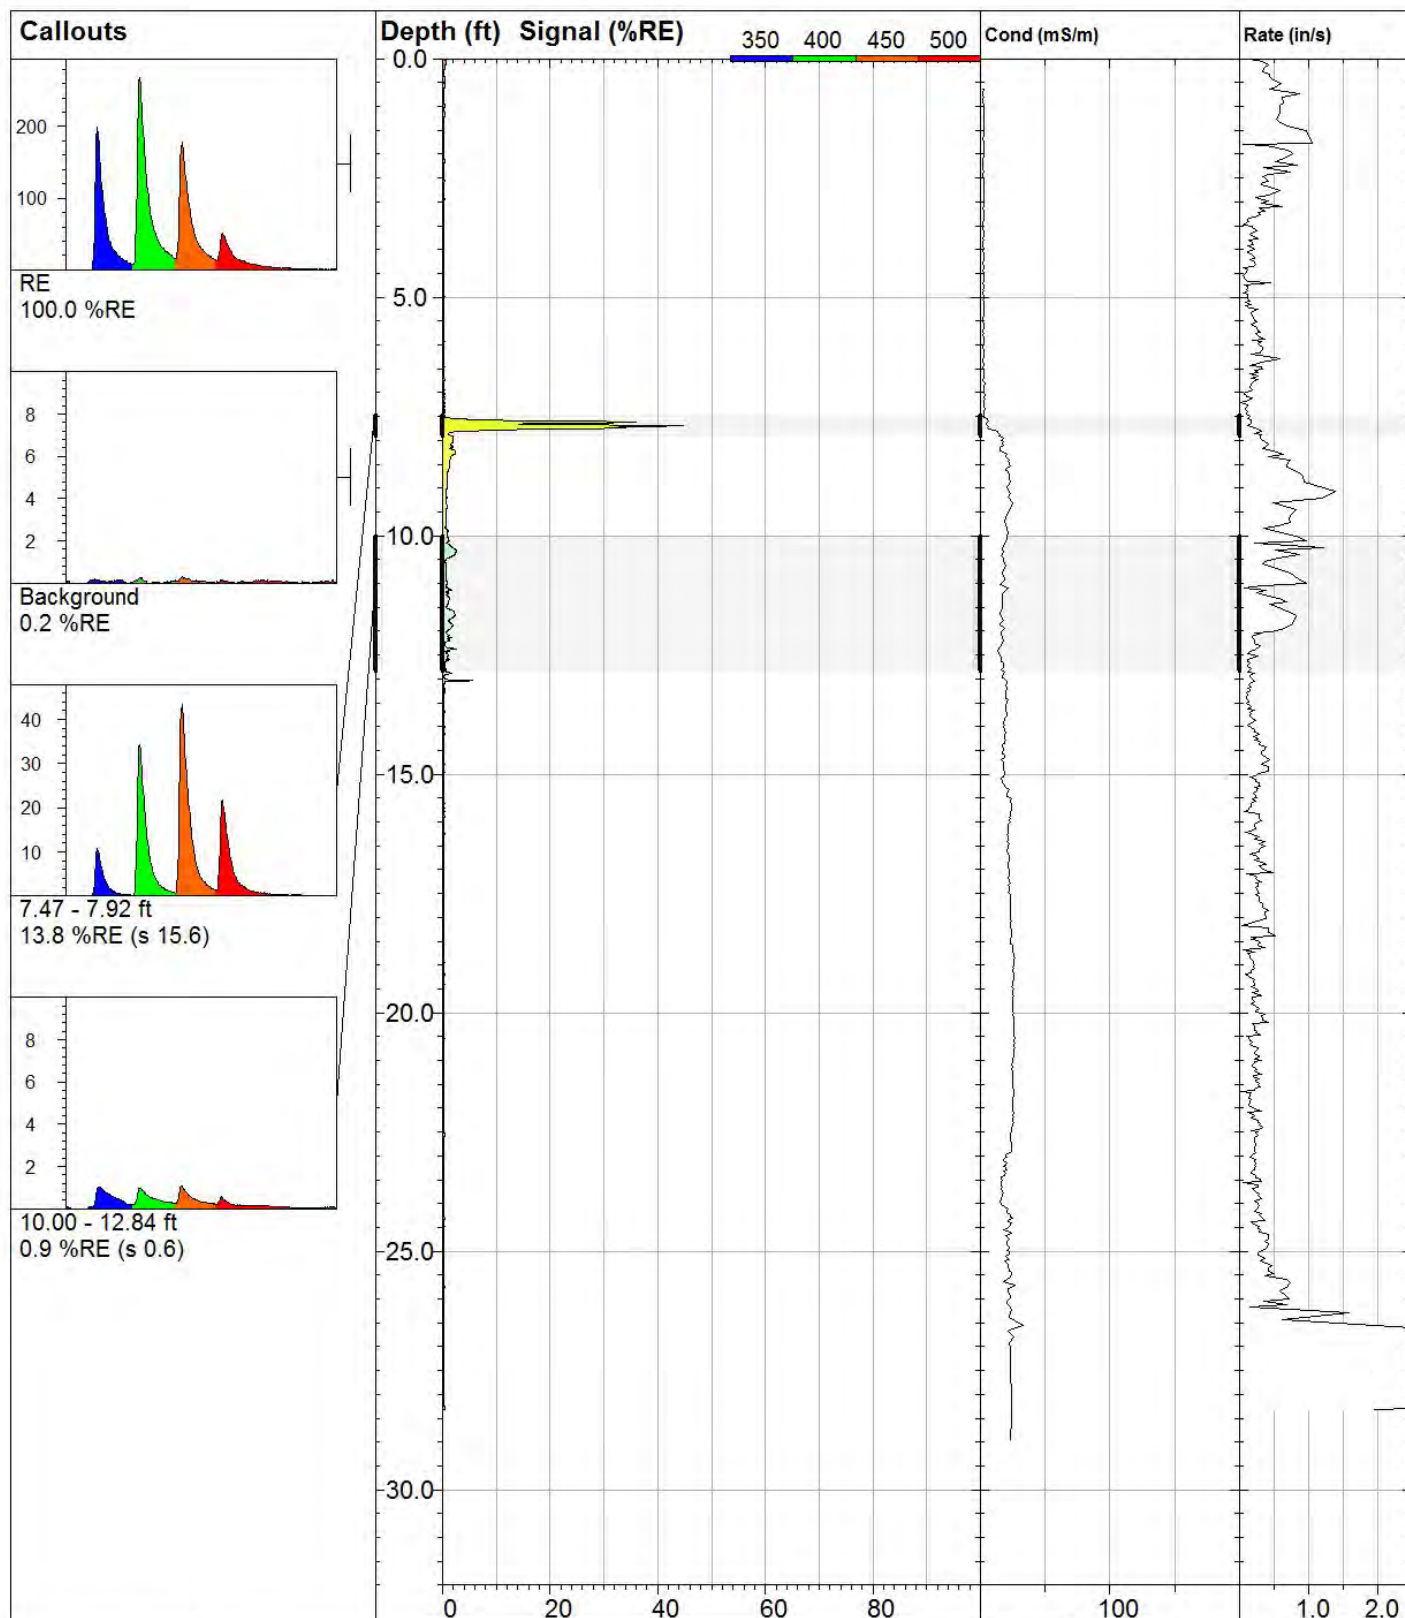 Callouts
Depth (ft) Signal (%RE)
350 400 450 500
Cond (mS/m)
Rate (in/s)
200
100
RE
100.0 %RE
8
6
4
2
Background
0.2 %RE
40
30
20
10
7.47 - 7.92 ft
13.8 %RE (s 15.6)
8
6
4
2
10.00 - 12.84 ft
0.9 %RE (s 0.6)
0.0
5.0
10.0
15.0
20.0
25.0
30.0
0 20 40 60 80
100
1.0 2.0